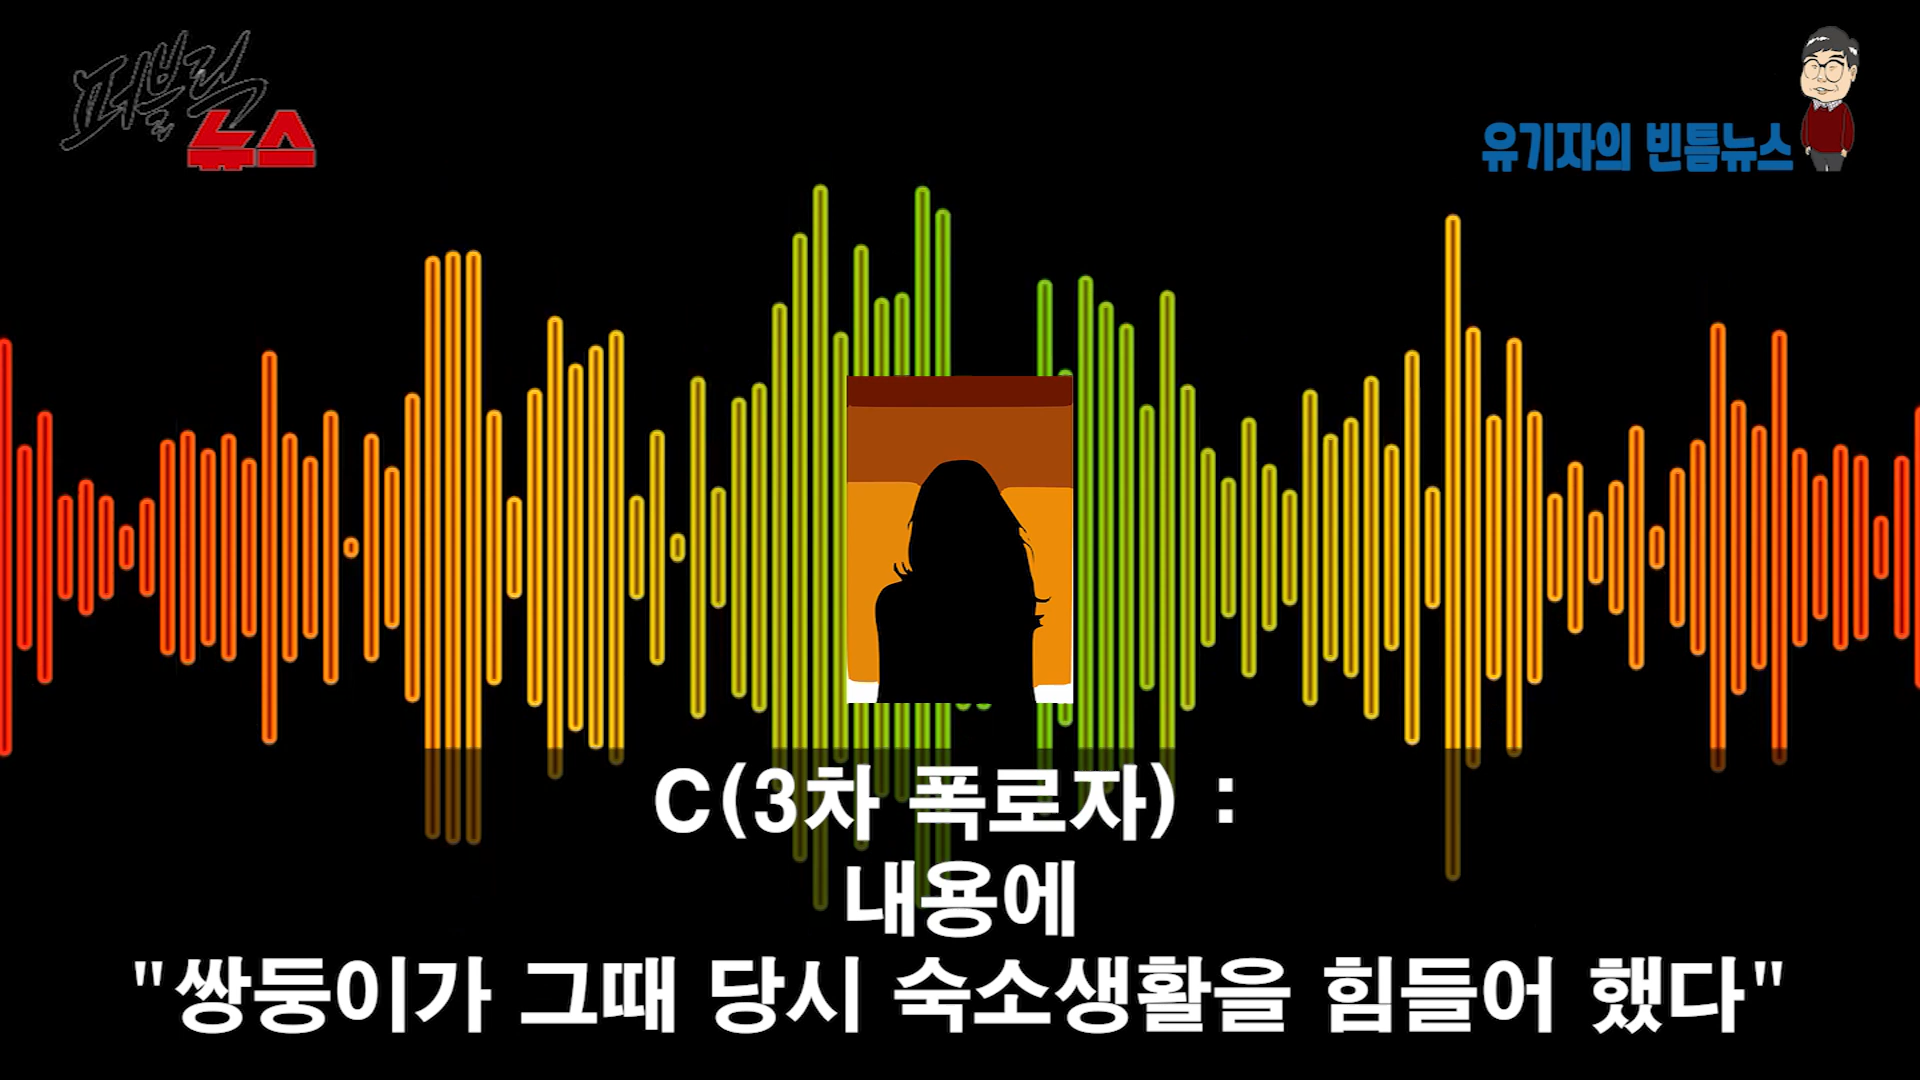 퍼블릭
뉴스
유기자의 빈틈뉴스
C(3차 폭로자) :
내용에
"쌍둥이가 그때 당시 숙소생활을 힘들어 했다"